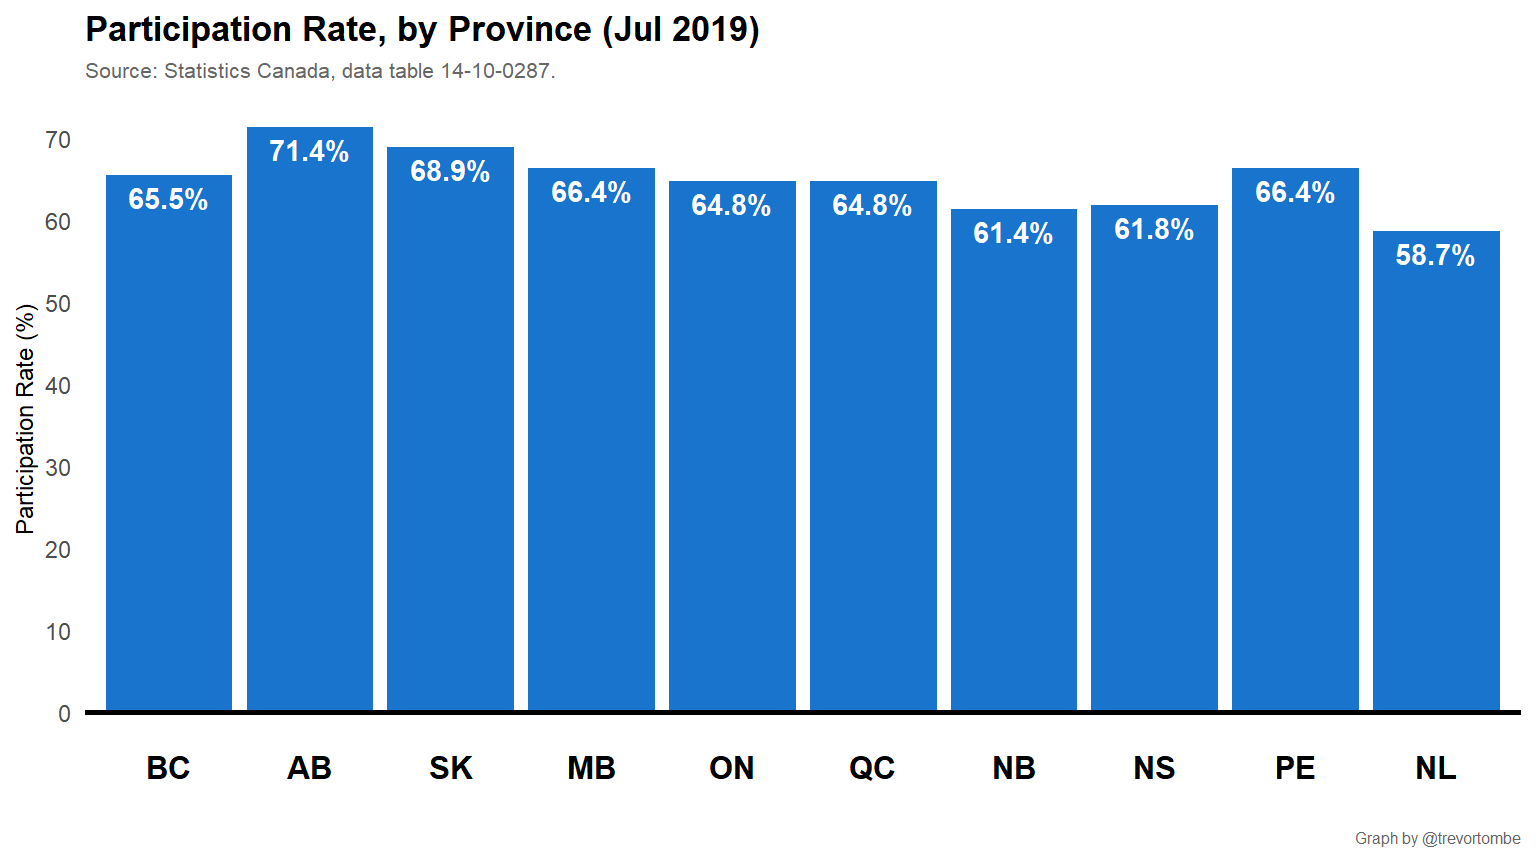 Participation Rate, by Province (Jul 2019)
Source: Statistics Canada, data table 14-10-0287.
Participation Rate (%)
70
60
50
40
30
20
10
0
65.5%
71.4%
68.9%
66.4%
64.8%
64.8%
61.4%
61.8%
66.4%
58.7%
BC
AB
SK
MB
ON
QC
NB
NS
PE
NL
Graph by @trevortombe